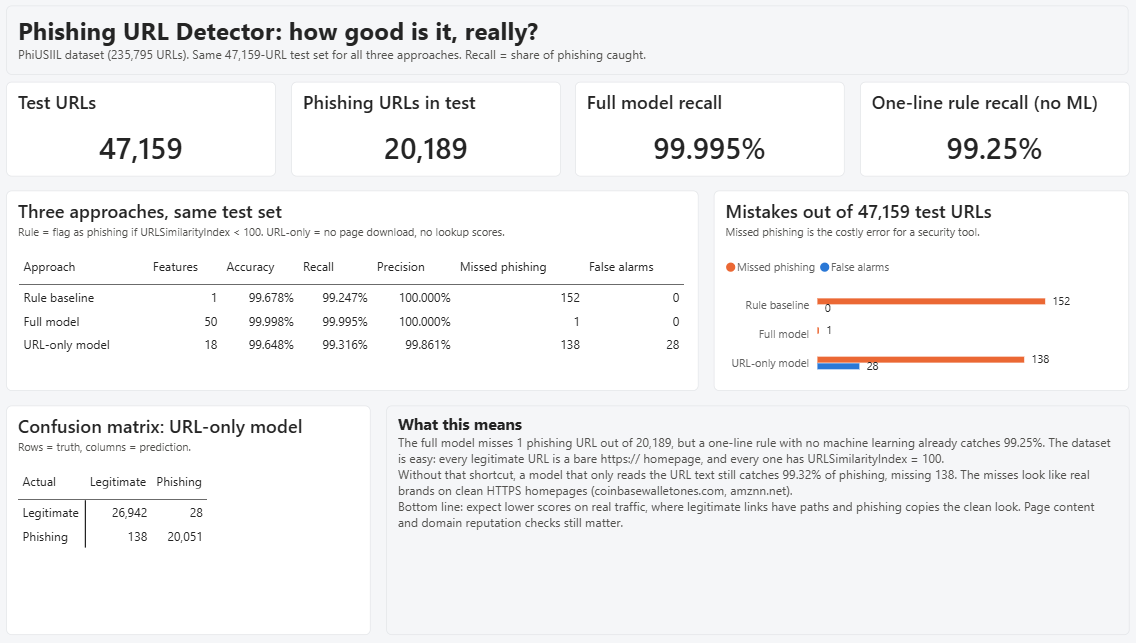 Phishing URL Detector: how good is it, really?
PhiUSIIL dataset (235,795 URLs). Same 47,159-URL test set for all three approaches. Recall = share of phishing caught.
Test URLs
47,159
Phishing URLs in test
20,189
Full model recall
99.995%
One-line rule recall (no ML)
99.25%
Three approaches, same test set
Rule = flag as phishing if URLSimilarityIndex < 100. URL-only = no page download, no lookup scores.
Approach Features Accuracy Recall Precision Missed phishing False alarms
Rule baseline 1 99.678% 99.247% 100.000% 152 0
Full model 50 99.998% 99.995% 100.000% 1 0
URL-only model 18 99.648% 99.316% 99.861% 138 28
Mistakes out of 47,159 test URLs
Missed phishing is the costly error for a security tool.
Missed phishing False alarms
Rule baseline 152
0
Full model 1
URL-only model 138
28
Confusion matrix: URL-only model
Rows = truth, columns = prediction.
Actual Legitimate Phishing
Legitimate 26,942 28
Phishing 138 20,051
What this means
The full model misses 1 phishing URL out of 20,189, but a one-line rule with no machine learning already catches 99.25%. The dataset
is easy: every legitimate URL is a bare https:// homepage, and every one has URLSimilarityIndex = 100.
Without that shortcut, a model that only reads the URL text still catches 99.32% of phishing, missing 138. The misses look like real
brands on clean HTTPS homepages (coinbasewalletones.com, amznn.net).
Bottom line: expect lower scores on real traffic, where legitimate links have paths and phishing copies the clean look. Page content
and domain reputation checks still matter.